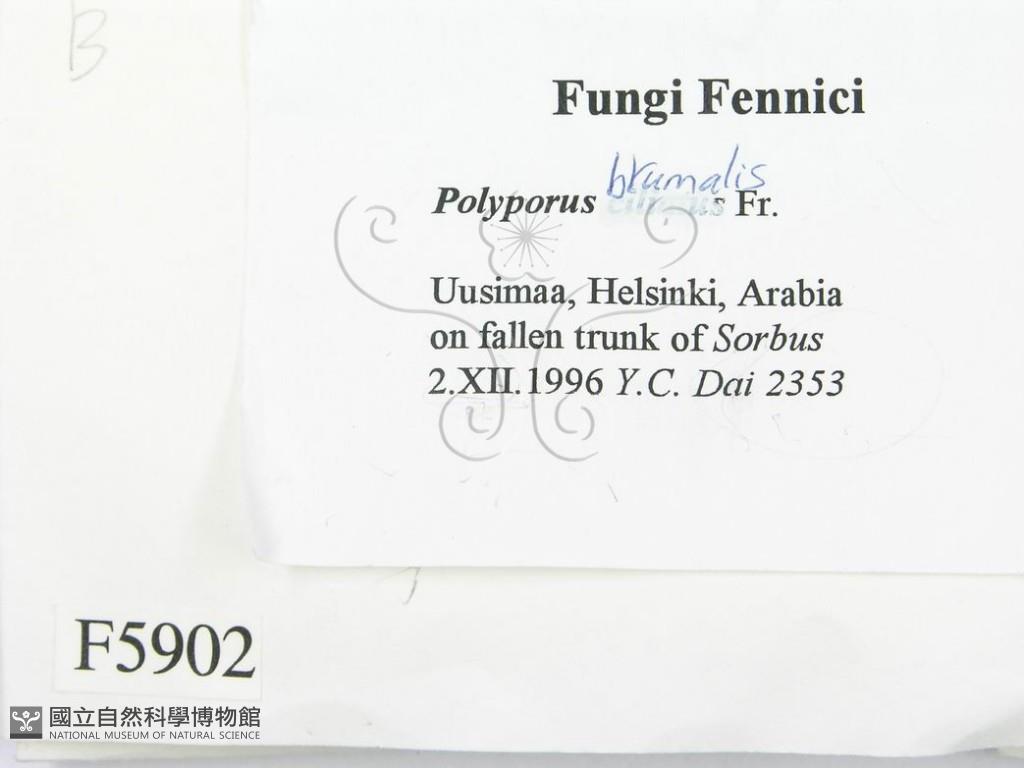 B
Fungi Fennici
brumalis
Polyporus Fr.
Uusimaa, Helsinki, Arabia
on fallen trunk of Sorbus
2.XII.1996 Y.C. Dai 2353
F5902
國立自然科學博物館
NATIONAL MUSEUM OF NATURAL SCIENCE